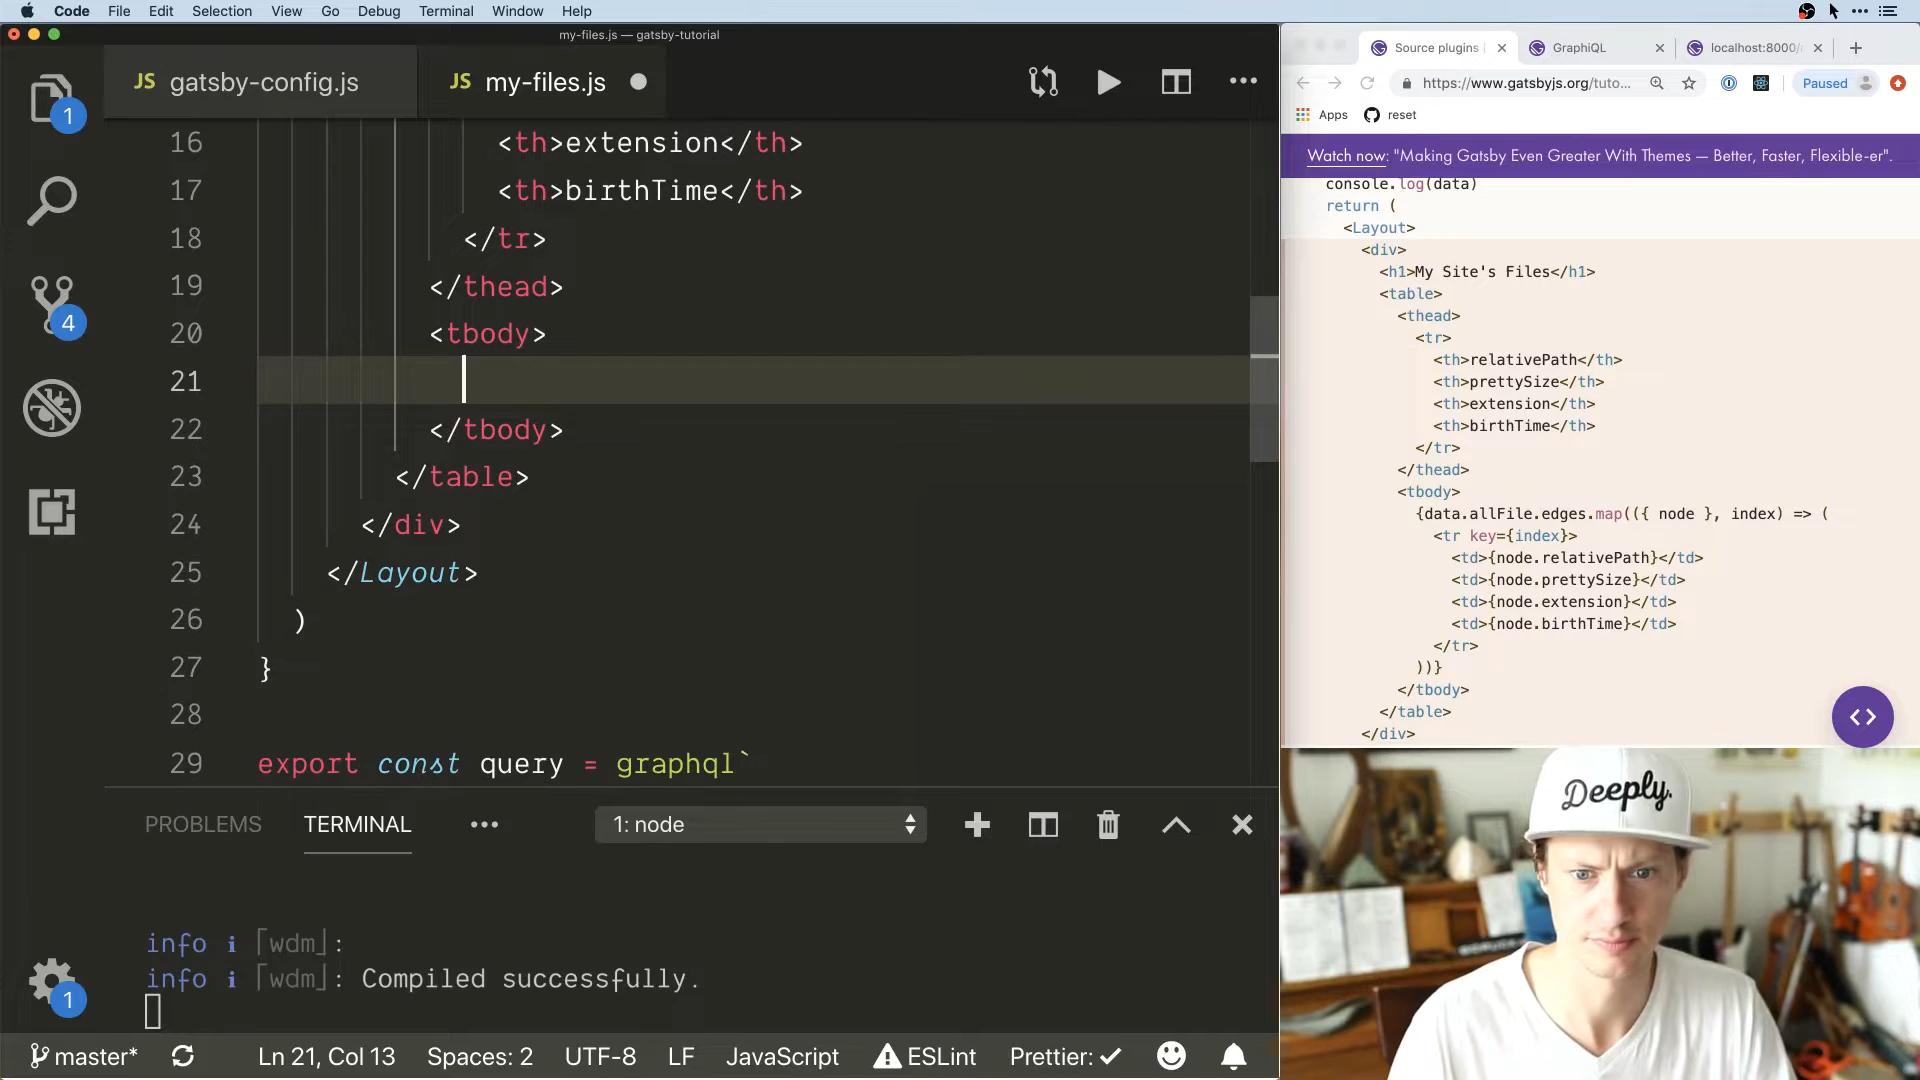 Code File Edit Selection View Go Debug Terminal Window Help
my-files.js — gatsby-tutorial
JS gatsby-config.js
JS my-files.js
1
4
1
16 <th>extension</th>
17 <th>birthTime</th>
18 </tr>
19 </thead>
20 <tbody>
21
22 </tbody>
23 </table>
24 </div>
25 </Layout>
26 )
27 }
28
29 export const query = graphql`
PROBLEMS TERMINAL ••• 1: node
info i ⌈wdm⌋:
info i ⌈wdm⌋: Compiled successfully.
master* Ln 21, Col 13 Spaces: 2 UTF-8 LF JavaScript ESLint Prettier: ✓
Source plugins
GraphiQL
localhost:8000/
https://www.gatsbyjs.org/tuto...
Paused
Apps reset
Watch now: "Making Gatsby Even Greater With Themes — Better, Faster, Flexible-er".
console.log(data)
return (
<Layout>
<div>
<h1>My Site's Files</h1>
<table>
<thead>
<tr>
<th>relativePath</th>
<th>prettySize</th>
<th>extension</th>
<th>birthTime</th>
</tr>
</thead>
<tbody>
{data.allFile.edges.map(({ node }, index) => (
<tr key={index}>
<td>{node.relativePath}</td>
<td>{node.prettySize}</td>
<td>{node.extension}</td>
<td>{node.birthTime}</td>
</tr>
))}
</tbody>
</table>
</div>
<>
Deeply.